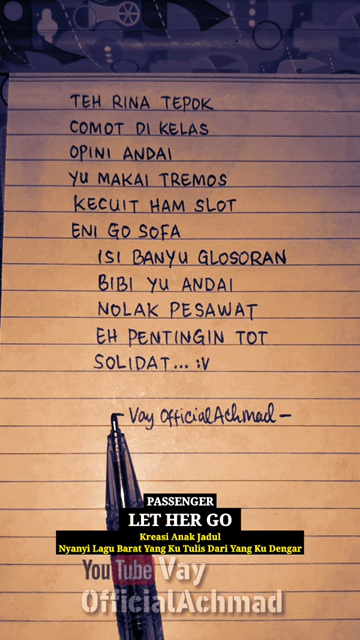 TEH RINA TEPOK
COMOT DI KELAS
OPINI ANDAI
YU MAKAI TREMOS
KECUIT HAM SLOT
ENI GO SOFA
ISI BANYU GLOSORAN
BIBI YU ANDAI
NOLAK PESAWAT
EH PENTINGIN TOT
SOLIDAT... :V
Vay OfficialAchmad -
PASSENGER
LET HER GO
Kreasi Anak Jadul
Nyanyi Lagu Barat Yang Ku Tulis Dari Yang Ku Dengar
YouTube Vay
OfficialAchmad